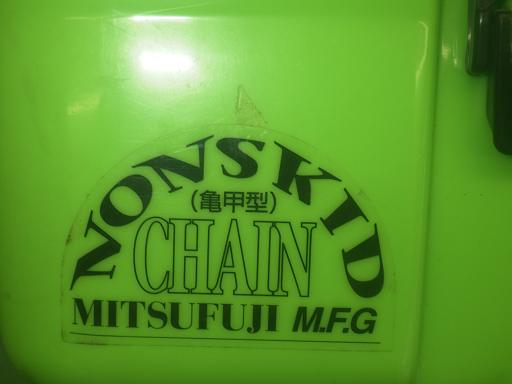 NONSKID
(亀甲型)
CHAIN
MITSUFUJI M.F.G